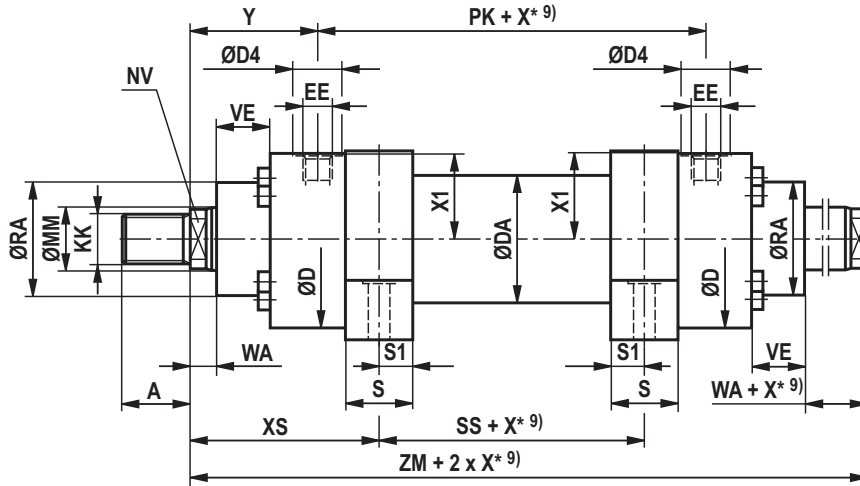 Y
PK + X* 9)
ØD4
ØD4
NV
EE
EE
VE
X1
X1
ØRA
ØMM
KK
ØD
ØDA
ØD
ØRA
WA
S1
S1
VE
A
S
S
WA + X* 9)
XS
SS + X* 9)
ZM + 2 x X* 9)